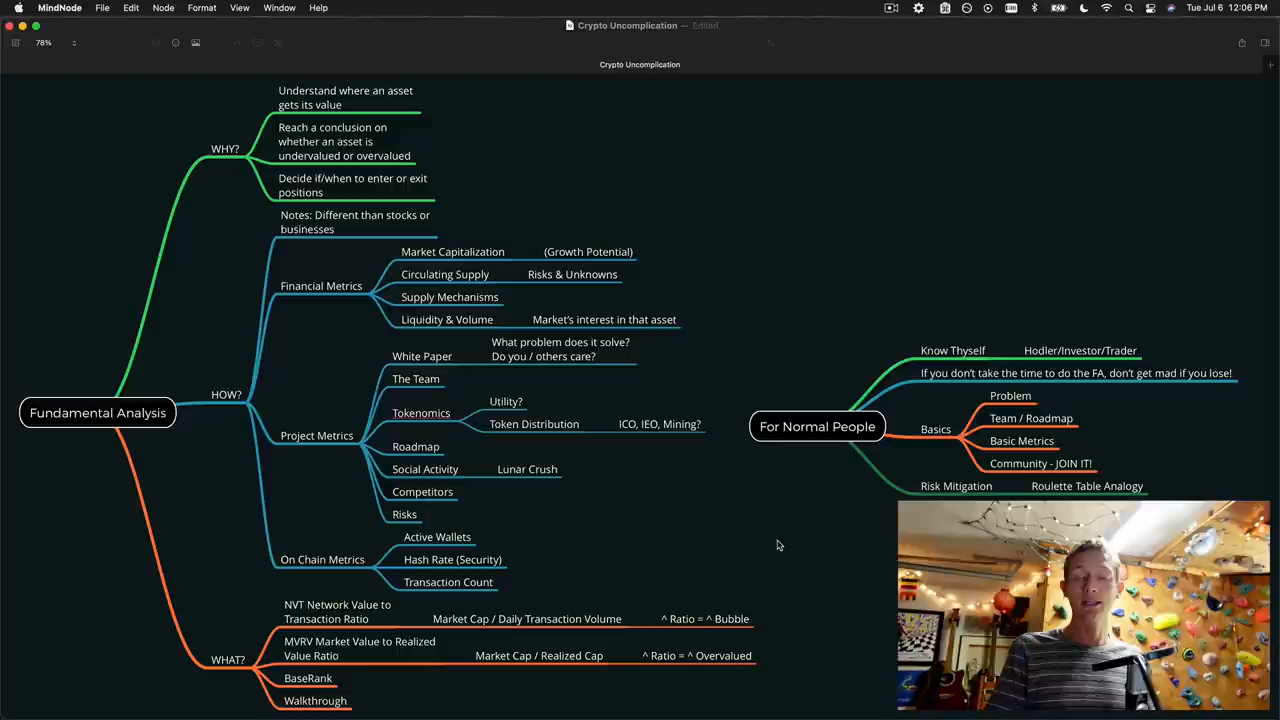 MindNode File Edit Node Format View Window Help Tue Jul 6 12:06 PM
Crypto Uncomplication — Edited
78%
Crypto Uncomplication
Fundamental Analysis
WHY?
Understand where an asset
gets its value
Reach a conclusion on
whether an asset is
undervalued or overvalued
Decide if/when to enter or exit
positions
HOW?
Notes: Different than stocks or
businesses
Financial Metrics
Market Capitalization (Growth Potential)
Circulating Supply Risks & Unknowns
Supply Mechanisms
Liquidity & Volume Market's interest in that asset
Project Metrics
White Paper
What problem does it solve?
Do you / others care?
The Team
Tokenomics
Utility?
Token Distribution ICO, IEO, Mining?
Roadmap
Social Activity Lunar Crush
Competitors
Risks
On Chain Metrics
Active Wallets
Hash Rate (Security)
Transaction Count
WHAT?
NVT Network Value to
Transaction Ratio
Market Cap / Daily Transaction Volume ^ Ratio = ^ Bubble
MVRV Market Value to Realized
Value Ratio
Market Cap / Realized Cap ^ Ratio = ^ Overvalued
BaseRank
Walkthrough
For Normal People
Know Thyself Hodler/Investor/Trader
If you don't take the time to do the FA, don't get mad if you lose!
Basics
Problem
Team / Roadmap
Basic Metrics
Community - JOIN IT!
Risk Mitigation Roulette Table Analogy